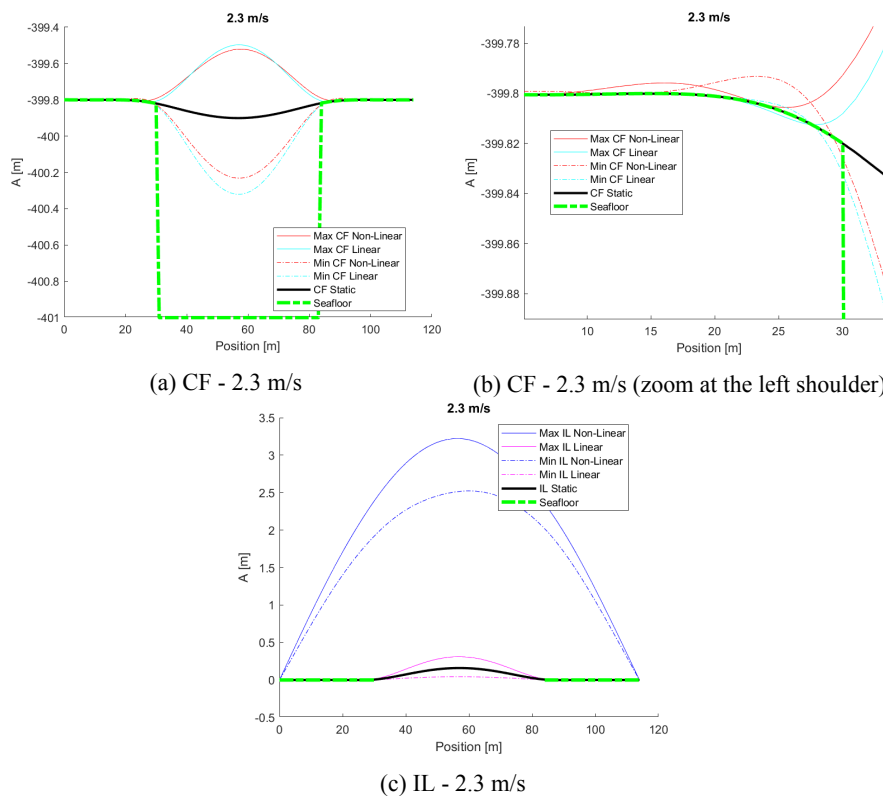 2.3 m/s
-399.4
-399.6
-399.8
-400
-400.2
-400.4
-400.6
-400.8
-401
A [m]
Max CF Non-Linear
Max CF Linear
Min CF Non-Linear
Min CF Linear
CF Static
Seafloor
0 20 40 60 80 100 120
Position [m]
(a) CF - 2.3 m/s
2.3 m/s
-399.78
-399.8
-399.82
-399.84
-399.86
-399.88
A [m]
Max CF Non-Linear
Max CF Linear
Min CF Non-Linear
Min CF Linear
CF Static
Seafloor
10 15 20 25 30
Position [m]
(b) CF - 2.3 m/s (zoom at the left shoulder)
2.3 m/s
3.5
3
2.5
2
1.5
1
0.5
0
-0.5
A [m]
Max IL Non-Linear
Max IL Linear
Min IL Non-Linear
Min IL Linear
IL Static
Seafloor
0 20 40 60 80 100 120
Position [m]
(c) IL - 2.3 m/s